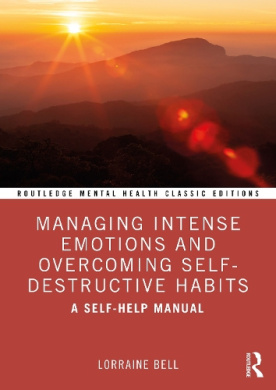 ROUTLEDGE MENTAL HEALTH CLASSIC EDITIONS
MANAGING INTENSE
EMOTIONS AND
OVERCOMING SELF-
DESTRUCTIVE HABITS
A SELF-HELP MANUAL
LORRAINE BELL